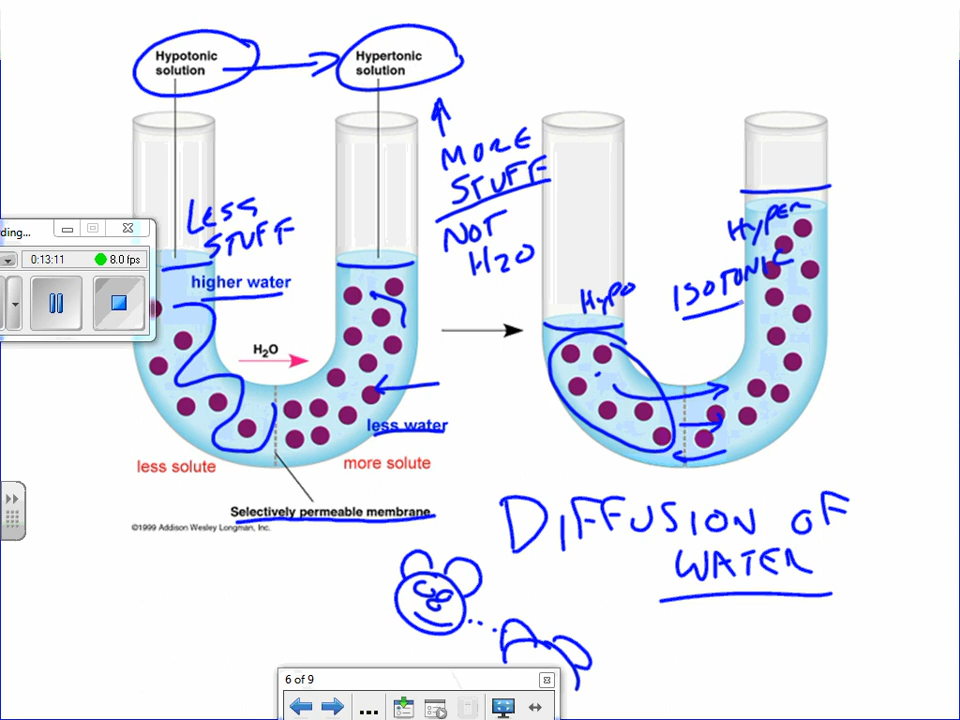 Hypotonic
solution
Hypertonic
solution
MORE
STUFF
NOT
H2O
LESS
STUFF
ding...
0:13:11
8.0 fps
higher water
H₂O
less water
less solute
more solute
Selectively permeable membrane
©1999 Addison Wesley Longman, Inc.
HYPO
HYPER
ISOTONIC
DIFFUSION OF
WATER
6 of 9